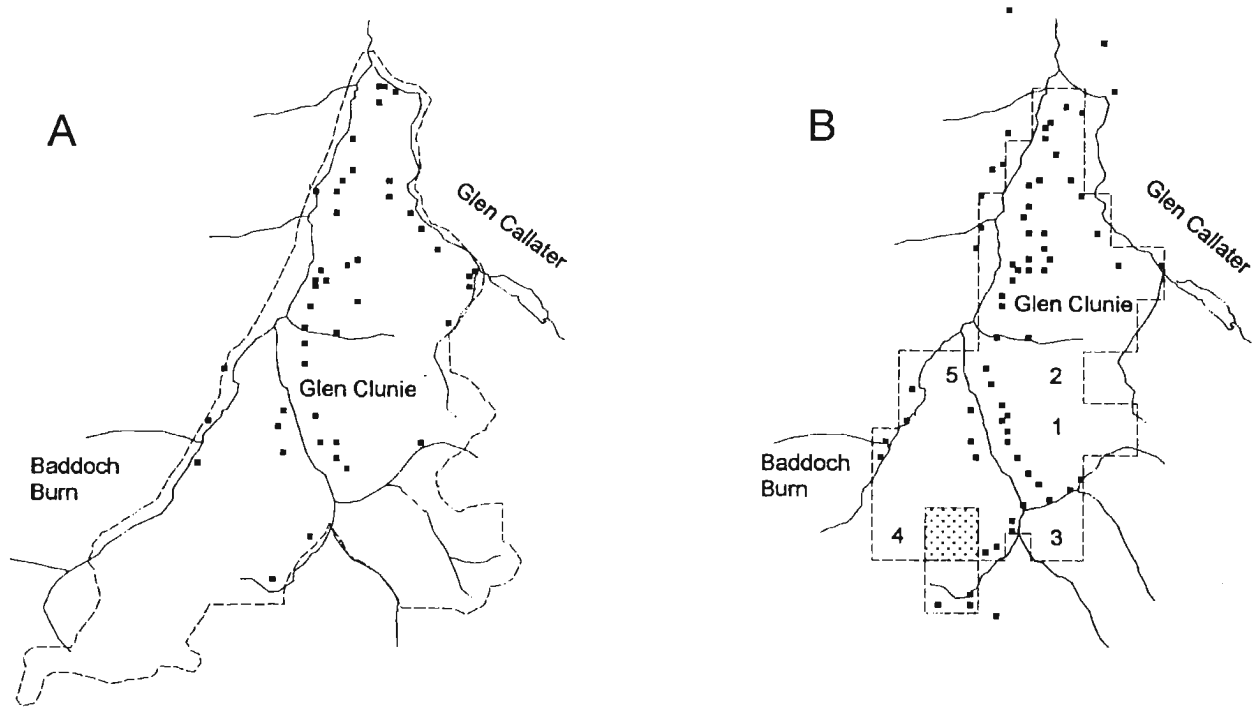 A
Glen Callater
Glen Clunie
Baddoch
Burn
B
Glen Callater
Glen Clunie
5
2
1
Baddoch
Burn
4
3